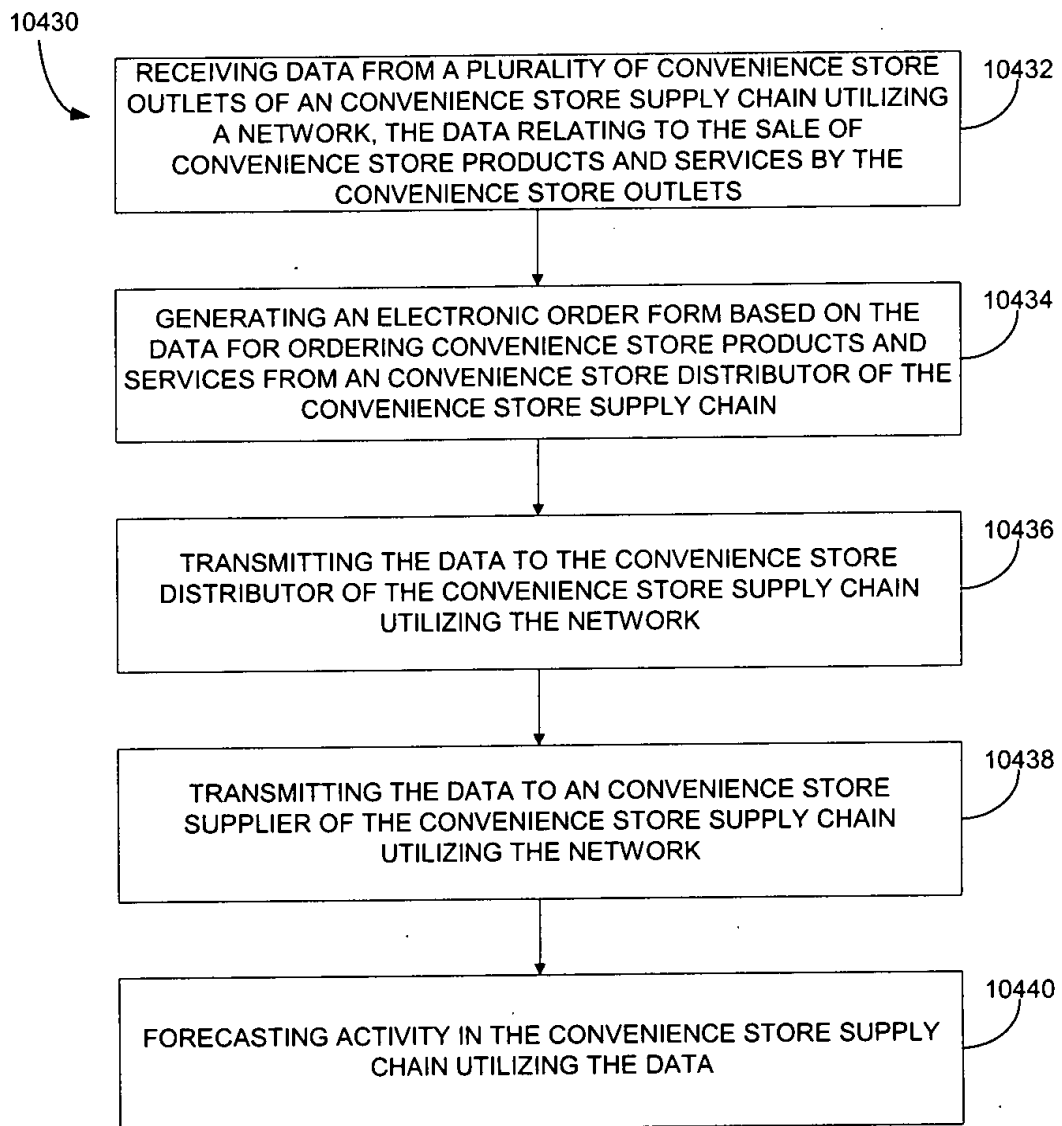 10430
RECEIVING DATA FROM A PLURALITY OF CONVENIENCE STORE
OUTLETS OF AN CONVENIENCE STORE SUPPLY CHAIN UTILIZING
A NETWORK, THE DATA RELATING TO THE SALE OF
CONVENIENCE STORE PRODUCTS AND SERVICES BY THE
CONVENIENCE STORE OUTLETS
10432
GENERATING AN ELECTRONIC ORDER FORM BASED ON THE
DATA FOR ORDERING CONVENIENCE STORE PRODUCTS AND
SERVICES FROM AN CONVENIENCE STORE DISTRIBUTOR OF THE
CONVENIENCE STORE SUPPLY CHAIN
10434
TRANSMITTING THE DATA TO THE CONVENIENCE STORE
DISTRIBUTOR OF THE CONVENIENCE STORE SUPPLY CHAIN
UTILIZING THE NETWORK
10436
TRANSMITTING THE DATA TO AN CONVENIENCE STORE
SUPPLIER OF THE CONVENIENCE STORE SUPPLY CHAIN
UTILIZING THE NETWORK
10438
FORECASTING ACTIVITY IN THE CONVENIENCE STORE SUPPLY
CHAIN UTILIZING THE DATA
10440